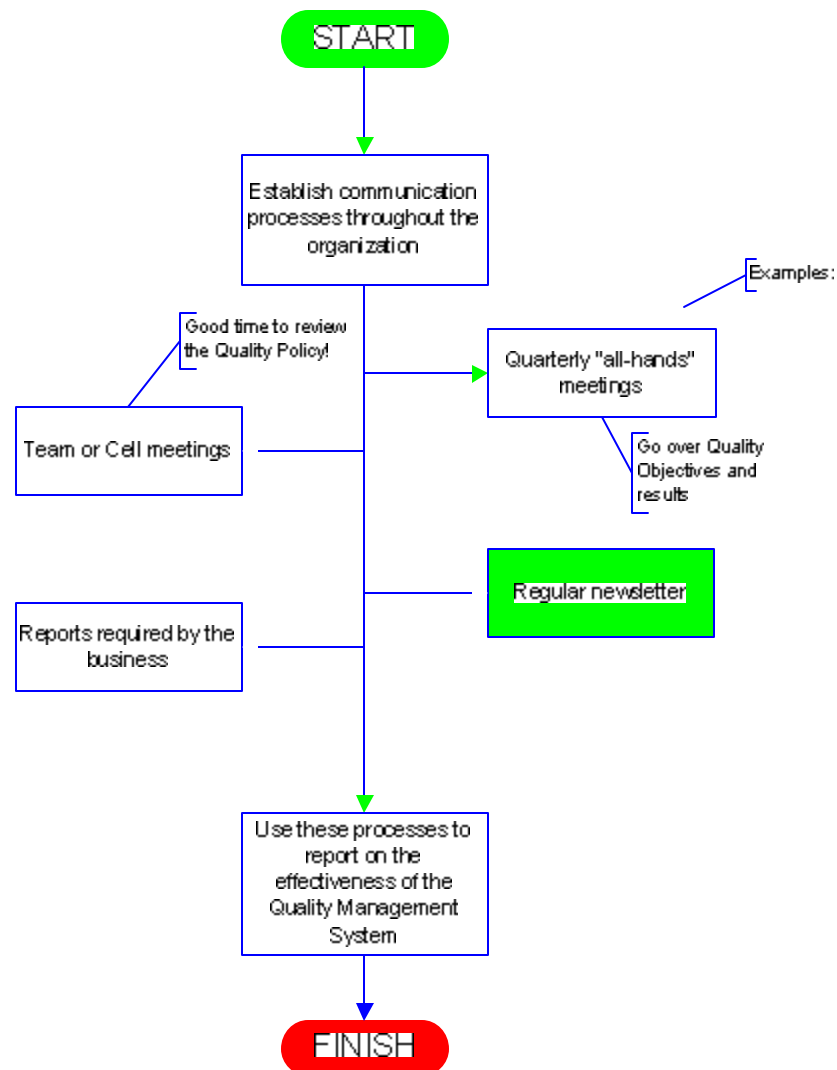 START
Establish communication
processes throughout the
organization
Examples:
Good time to review
the Quality Policy!
Quarterly "all-hands"
meetings
Team or Cell meetings
Go over Quality
Objectives and
results
Regular newsletter
Reports required by the
business
Use these processes to
report on the
effectiveness of the
Quality Management
System
FINISH